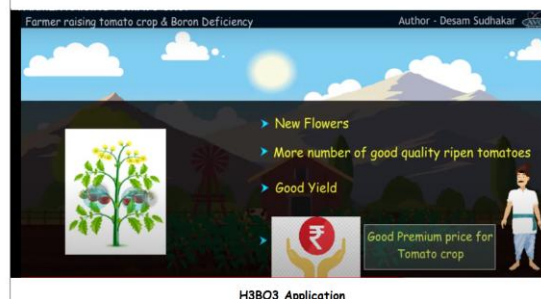 Farmer raising tomato crop & Boron Deficiency
Author - Desam Sudhakar
New Flowers
More number of good quality ripen tomatoes
Good Yield
₹
Good Premium price for
Tomato crop
H3BO3 Application